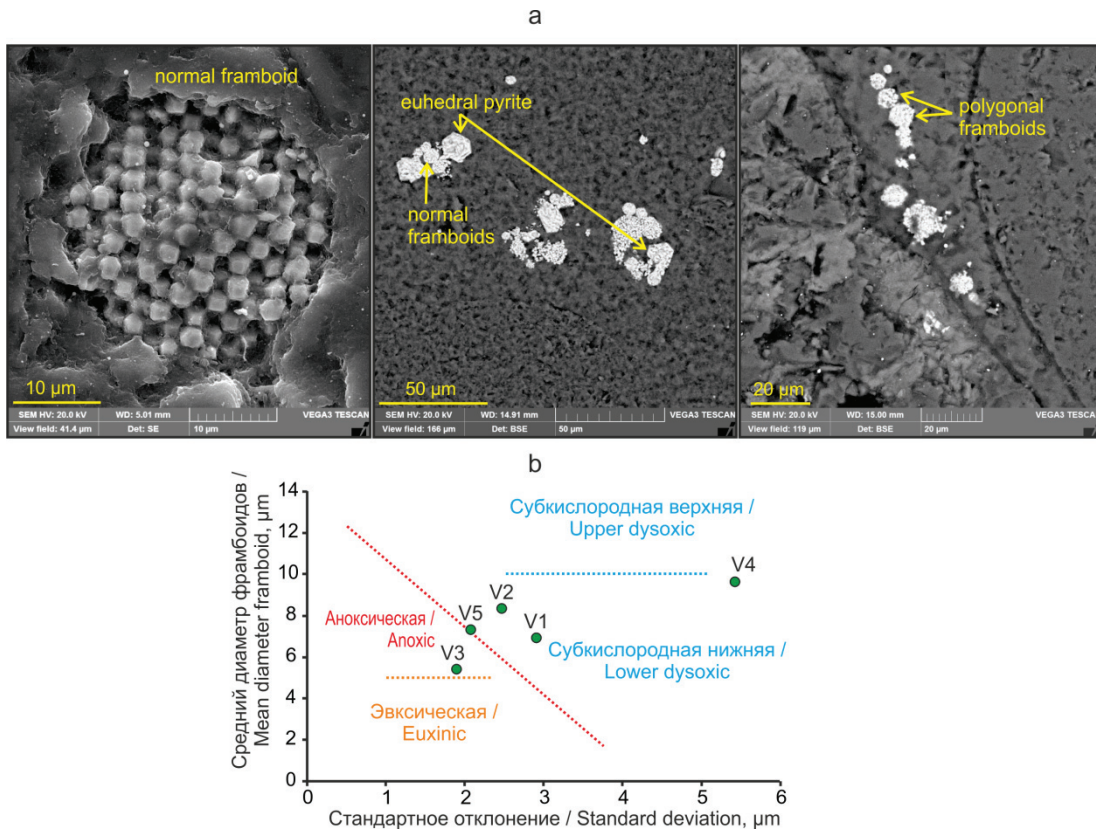 a
normal framboid
10 µm
SEM HV: 20.0 kV WD: 5.01 mm VEGA3 TESCAN
View field: 41.4 µm Det: SE 10 µm
euhedral pyrite
normal
framboids
50 µm
SEM HV: 20.0 kV WD: 14.91 mm VEGA3 TESCAN
View field: 166 µm Det: BSE 50 µm
polygonal
framboids
20 µm
SEM HV: 20.0 kV WD: 15.00 mm VEGA3 TESCAN
View field: 119 µm Det: BSE 20 µm
b
Средний диаметр фрамбоидов /
Mean diameter framboid, µm
14
12
10
8
6
4
2
0
Субкислородная верхняя /
Upper dysoxic
V4
V2
V5
V1
Аноксическая /
Anoxic
V3
Субкислородная нижняя /
Lower dysoxic
Эвксическая /
Euxinic
0 1 2 3 4 5 6
Стандартное отклонение / Standard deviation, µm